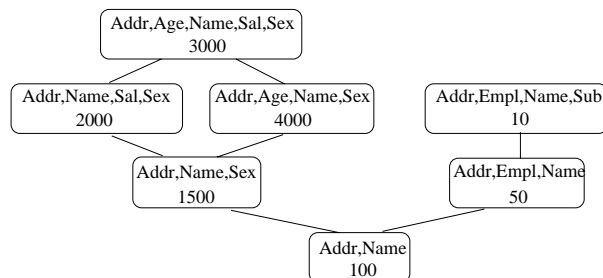 Addr,Age,Name,Sal,Sex
3000
Addr,Name,Sal,Sex
2000
Addr,Age,Name,Sex
4000
Addr,Empl,Name,Sub
10
Addr,Name,Sex
1500
Addr,Empl,Name
50
Addr,Name
100